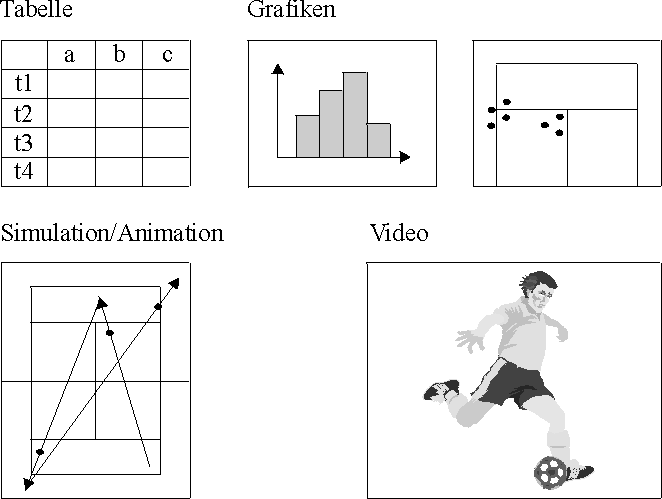 Tabelle
Grafiken
a b c
t1
t2
t3
t4
Simulation/Animation
Video